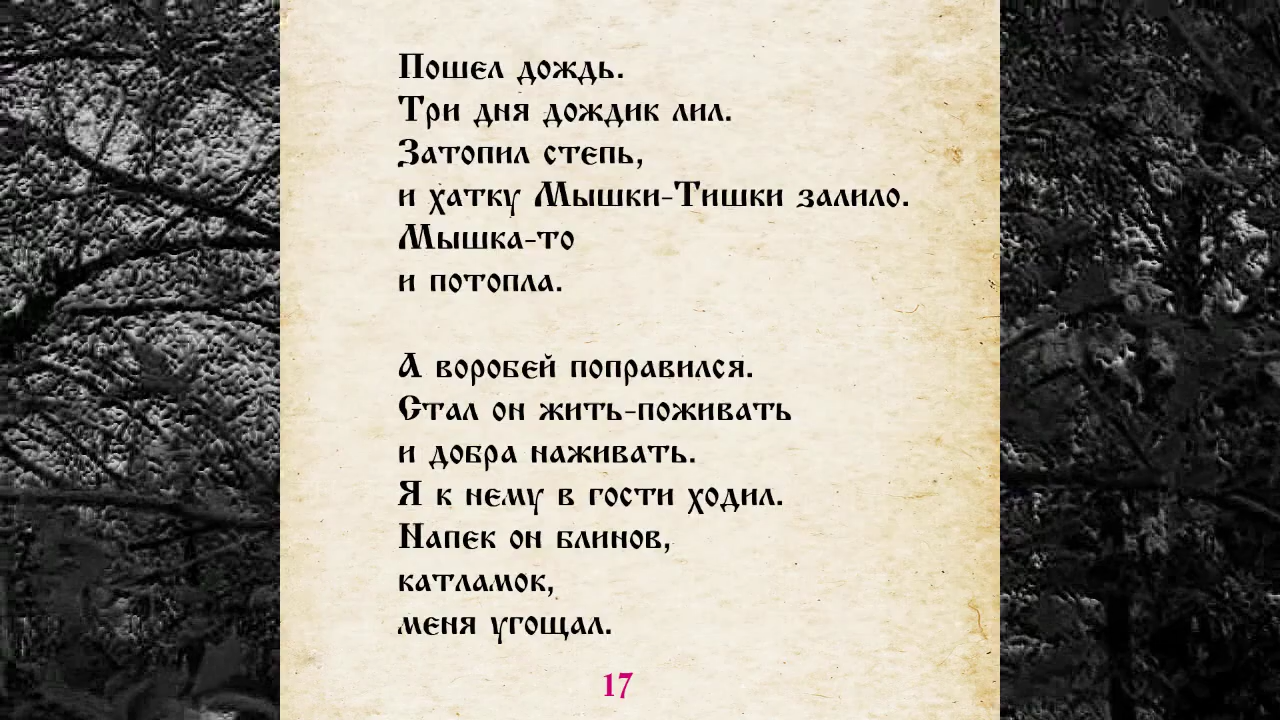 Пошел дождь.
Три дня дождик лил.
Затопил степь,
и хатку Мышки-Тишки залило.
Мышка-то
и потопла.
А воробей поправился.
Стал он жить-поживать
и добра наживать.
Я к нему в гости ходил.
Напек он блинов,
катламок,
меня угощал.
17